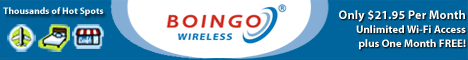 Thousands of Hot Spots
BOINGO®
WIRELESS
Only $21.95 Per Month
Unlimited Wi-Fi Access
plus One Month FREE!